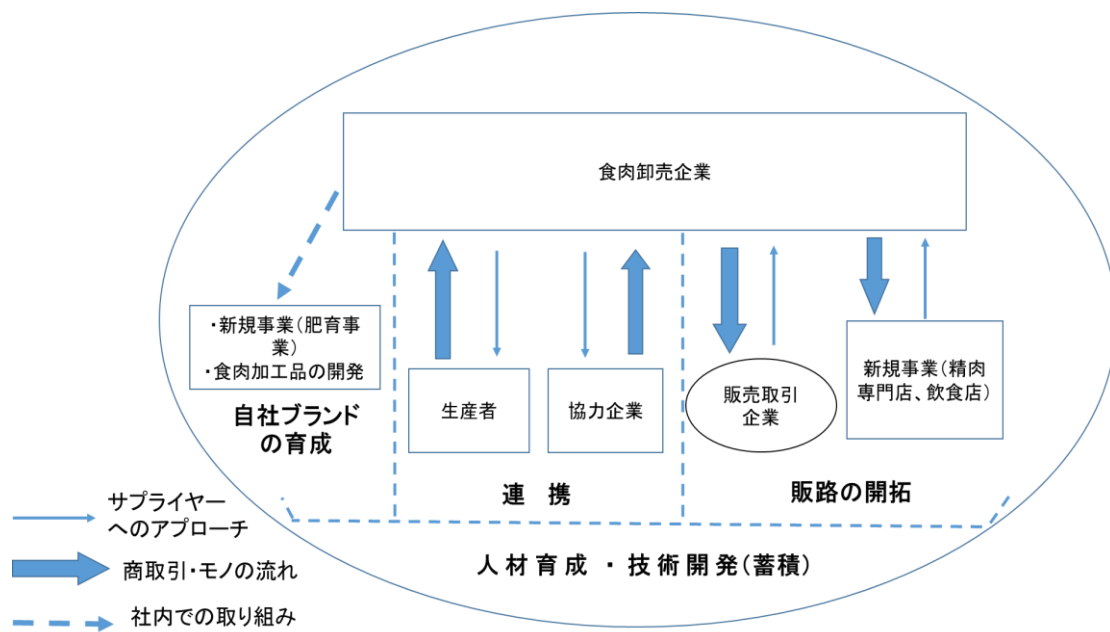 食肉卸売企業
・新規事業(肥育事
業)
・食肉加工品の開発
自社ブランド
の育成
生産者
協力企業
連 携
販売取引
企業
新規事業(精肉
専門店、飲食店)
販路の開拓
人材育成・技術開発(蓄積)
サプライヤー
へのアプローチ
商取引・モノの流れ
社内での取り組み